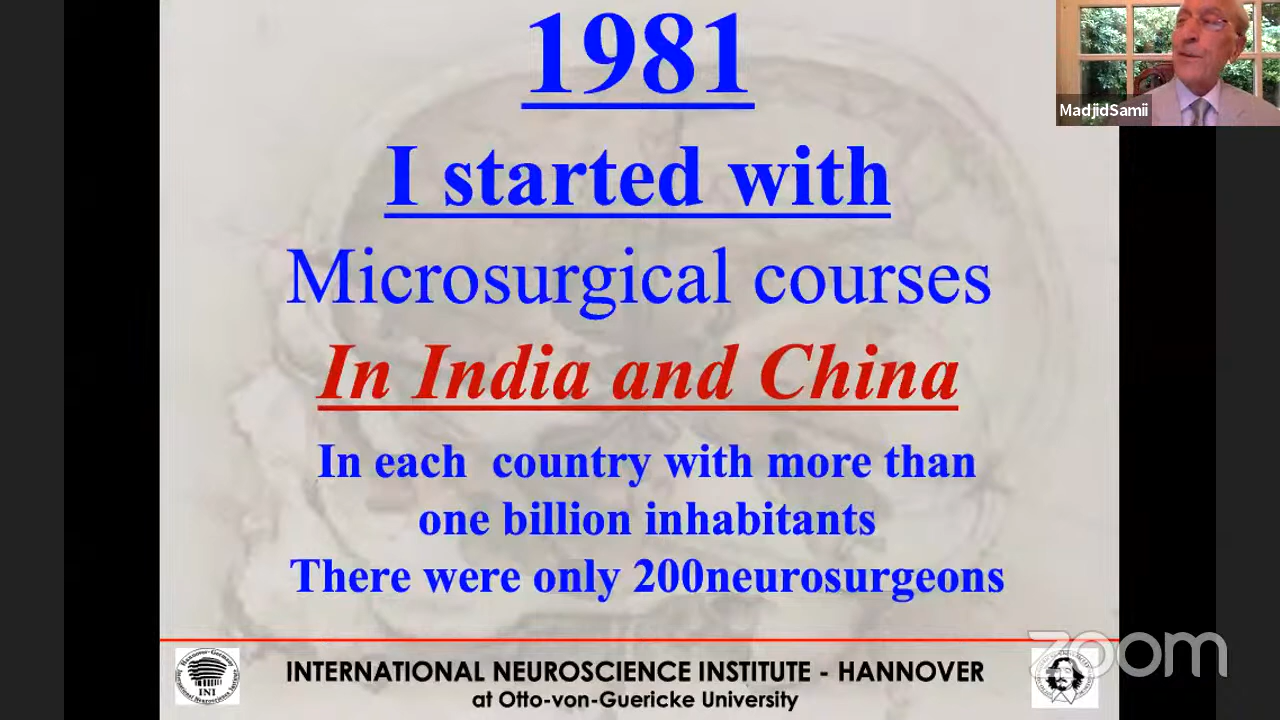 1981
I started with
Microsurgical courses
In India and China
In each country with more than
one billion inhabitants
There were only 200neurosurgeons
INTERNATIONAL NEUROSCIENCE INSTITUTE - HANNOVER
at Otto-von-Guericke University
INI
MadjidSamii
zoom